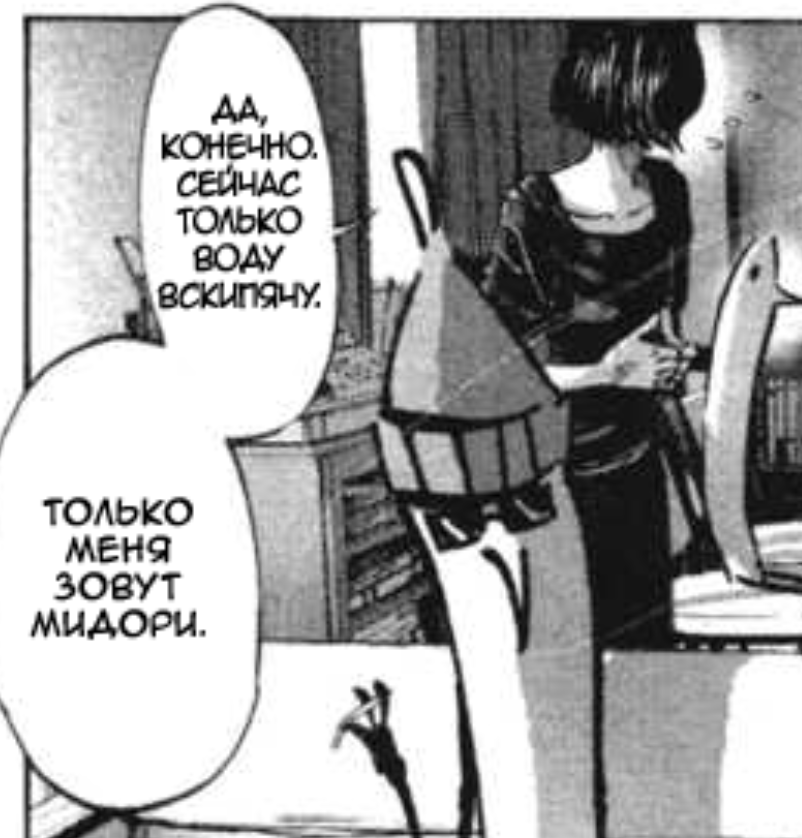 ДА,
КОНЕЧНО.
СЕЙЧАС
ТОЛЬКО
ВОДУ
ВСКИПЯЧУ.
ТОЛЬКО
МЕНЯ
ЗОВУТ
МИДОРИ.